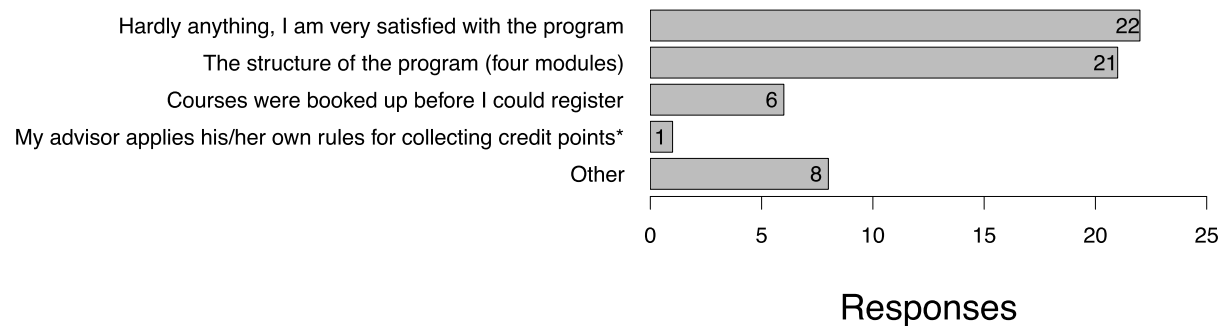 Hardly anything, I am very satisfied with the program 22
The structure of the program (four modules) 21
Courses were booked up before I could register 6
My advisor applies his/her own rules for collecting credit points* 1
Other 8
0 5 10 15 20 25
Responses